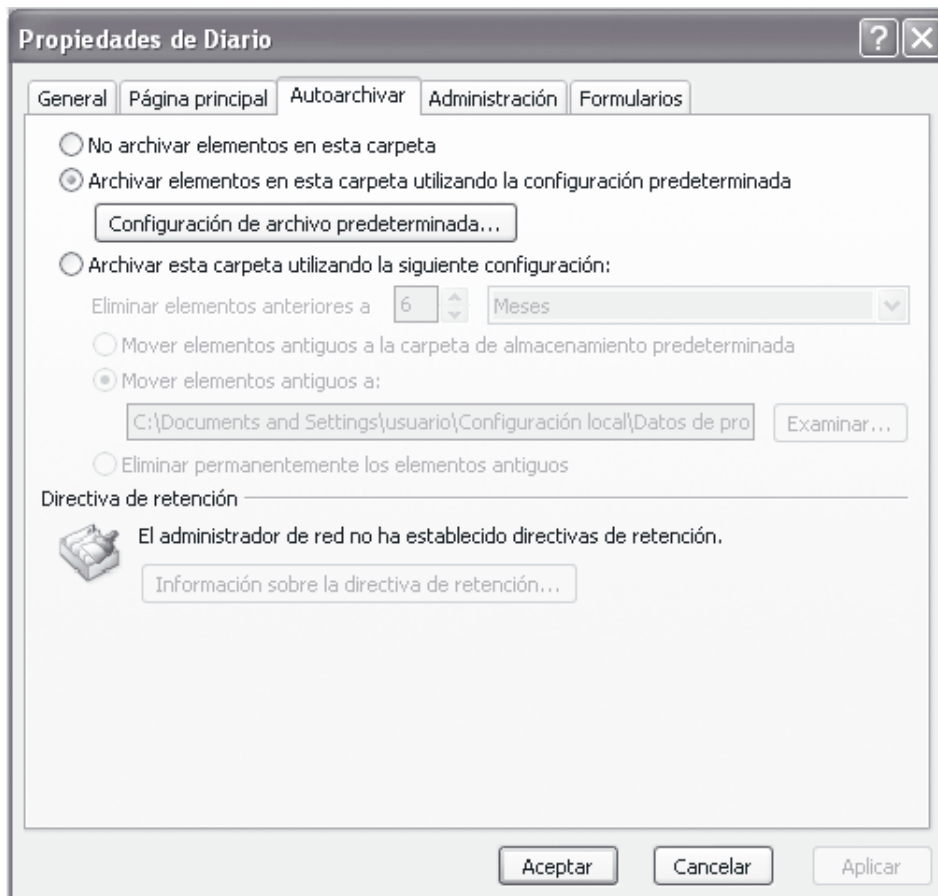 Propiedades de Diario
General Página principal Autoarchivar Administración Formularios
No archivar elementos en esta carpeta
Archivar elementos en esta carpeta utilizando la configuración predeterminada
Configuración de archivo predeterminada...
Archivar esta carpeta utilizando la siguiente configuración:
Eliminar elementos anteriores a 6 Meses
Mover elementos antiguos a la carpeta de almacenamiento predeterminada
Mover elementos antiguos a:
C:\Documents and Settings\usuario\Configuración local\Datos de pro Examinar...
Eliminar permanentemente los elementos antiguos
Directiva de retención
El administrador de red no ha establecido directivas de retención.
Información sobre la directiva de retención...
Aceptar Cancelar Aplicar